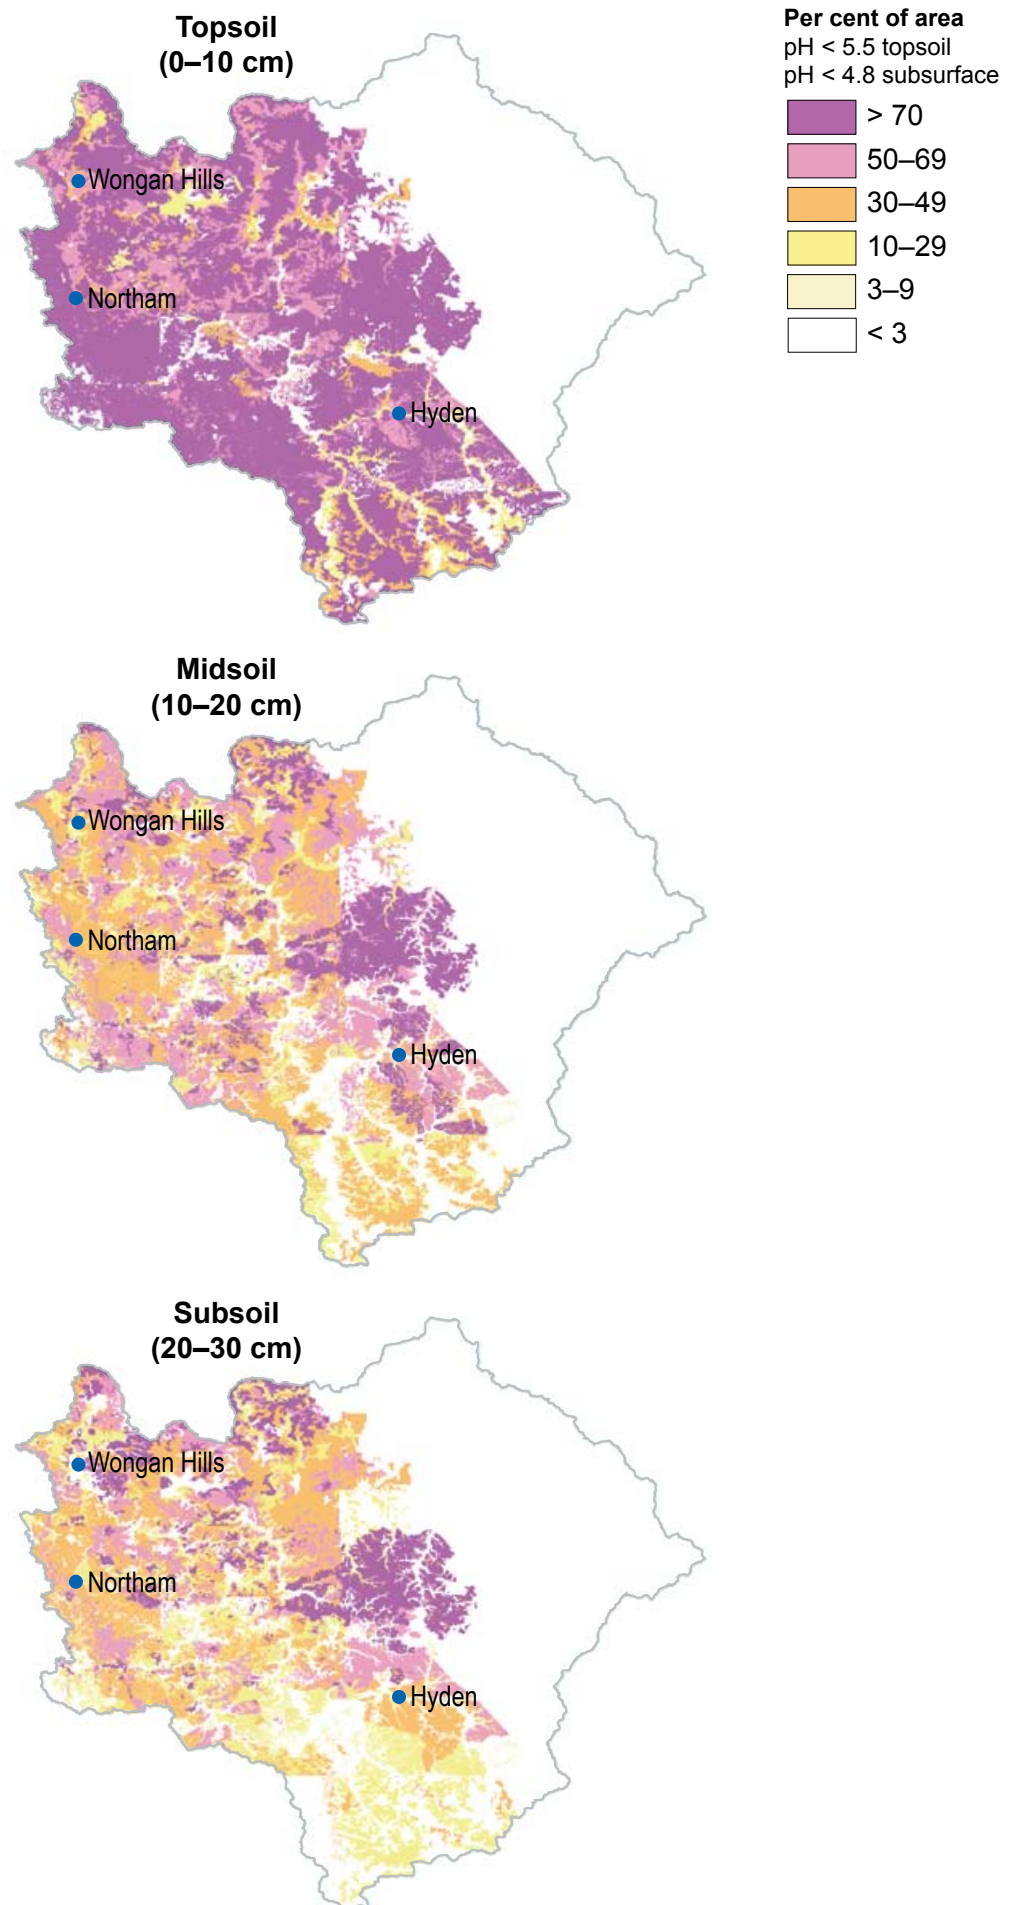 Topsoil
(0–10 cm)
Per cent of area
pH < 5.5 topsoil
pH < 4.8 subsurface
> 70
50–69
30–49
10–29
3–9
< 3
Wongan Hills
Northam
Hyden
Midsoil
(10–20 cm)
Wongan Hills
Northam
Hyden
Subsoil
(20–30 cm)
Wongan Hills
Northam
Hyden